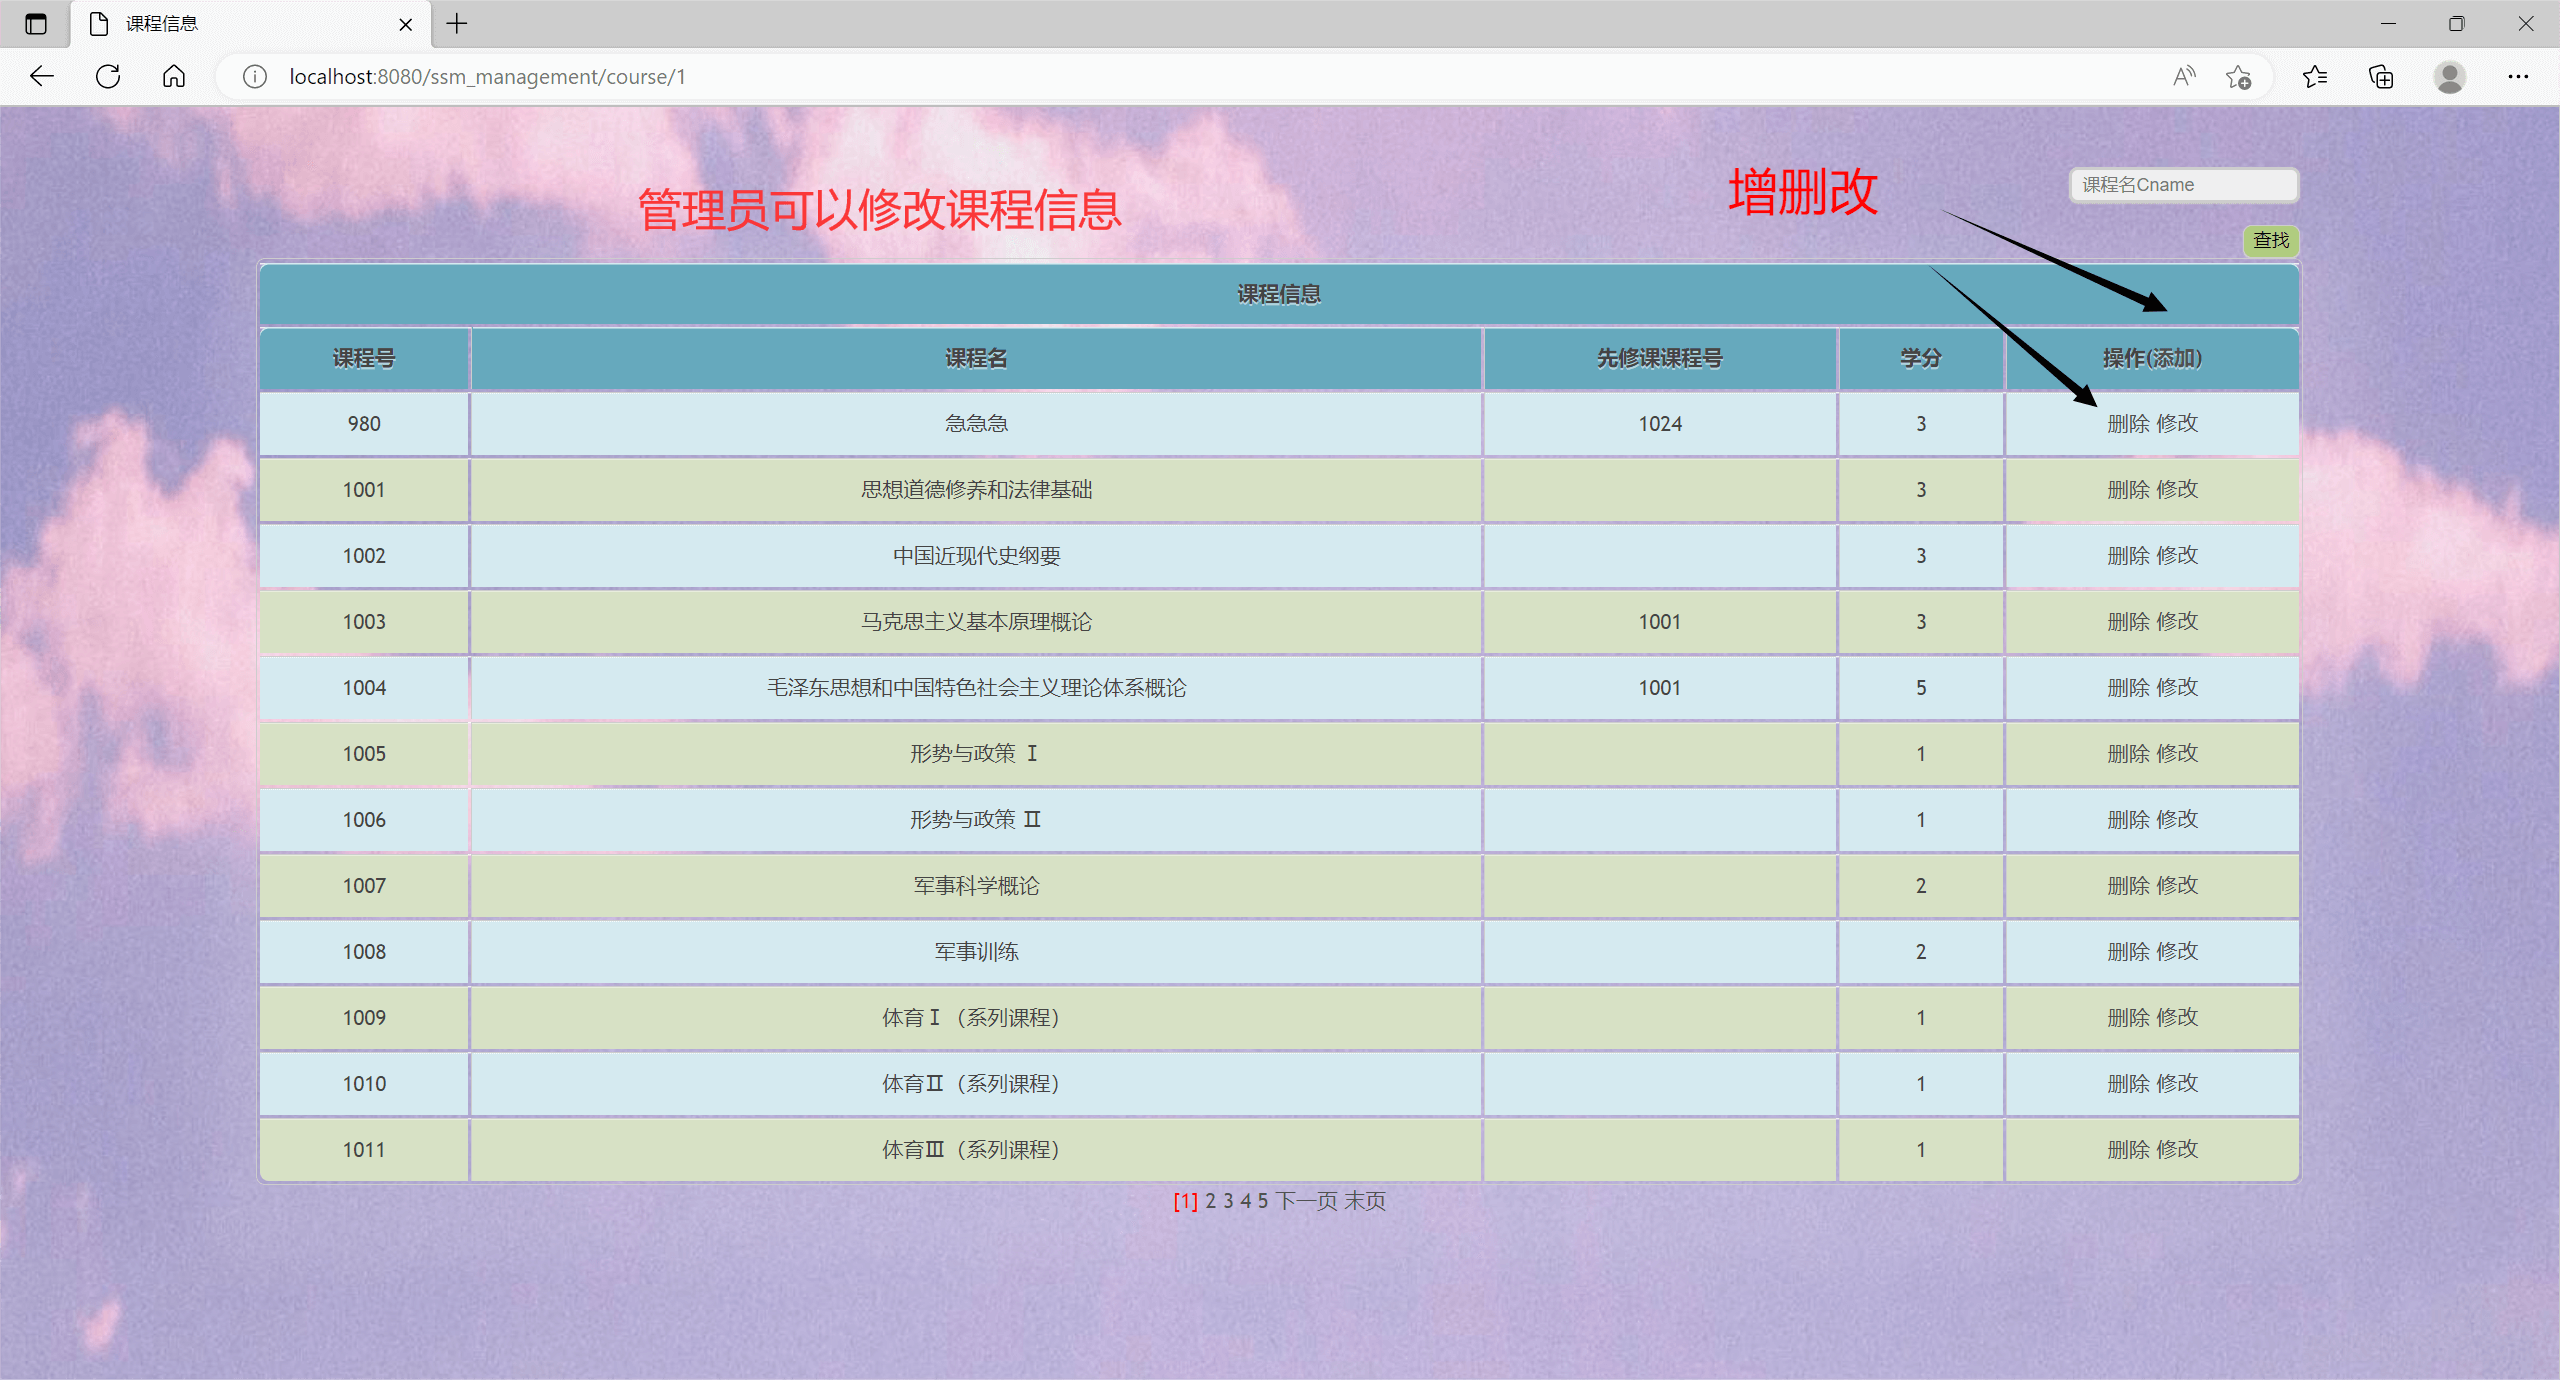 课程信息
localhost:8080/ssm_management/course/1
管理员可以修改课程信息
增删改
课程名Cname
查找
课程信息
课程号 课程名 先修课课程号 学分 操作(添加)
980 急急急 1024 3 删除 修改
1001 思想道德修养和法律基础 3 删除 修改
1002 中国近现代史纲要 3 删除 修改
1003 马克思主义基本原理概论 1001 3 删除 修改
1004 毛泽东思想和中国特色社会主义理论体系概论 1001 5 删除 修改
1005 形势与政策 Ⅰ 1 删除 修改
1006 形势与政策 Ⅱ 1 删除 修改
1007 军事科学概论 2 删除 修改
1008 军事训练 2 删除 修改
1009 体育Ⅰ（系列课程） 1 删除 修改
1010 体育Ⅱ（系列课程） 1 删除 修改
1011 体育Ⅲ（系列课程） 1 删除 修改
[1] 2 3 4 5 下一页 末页